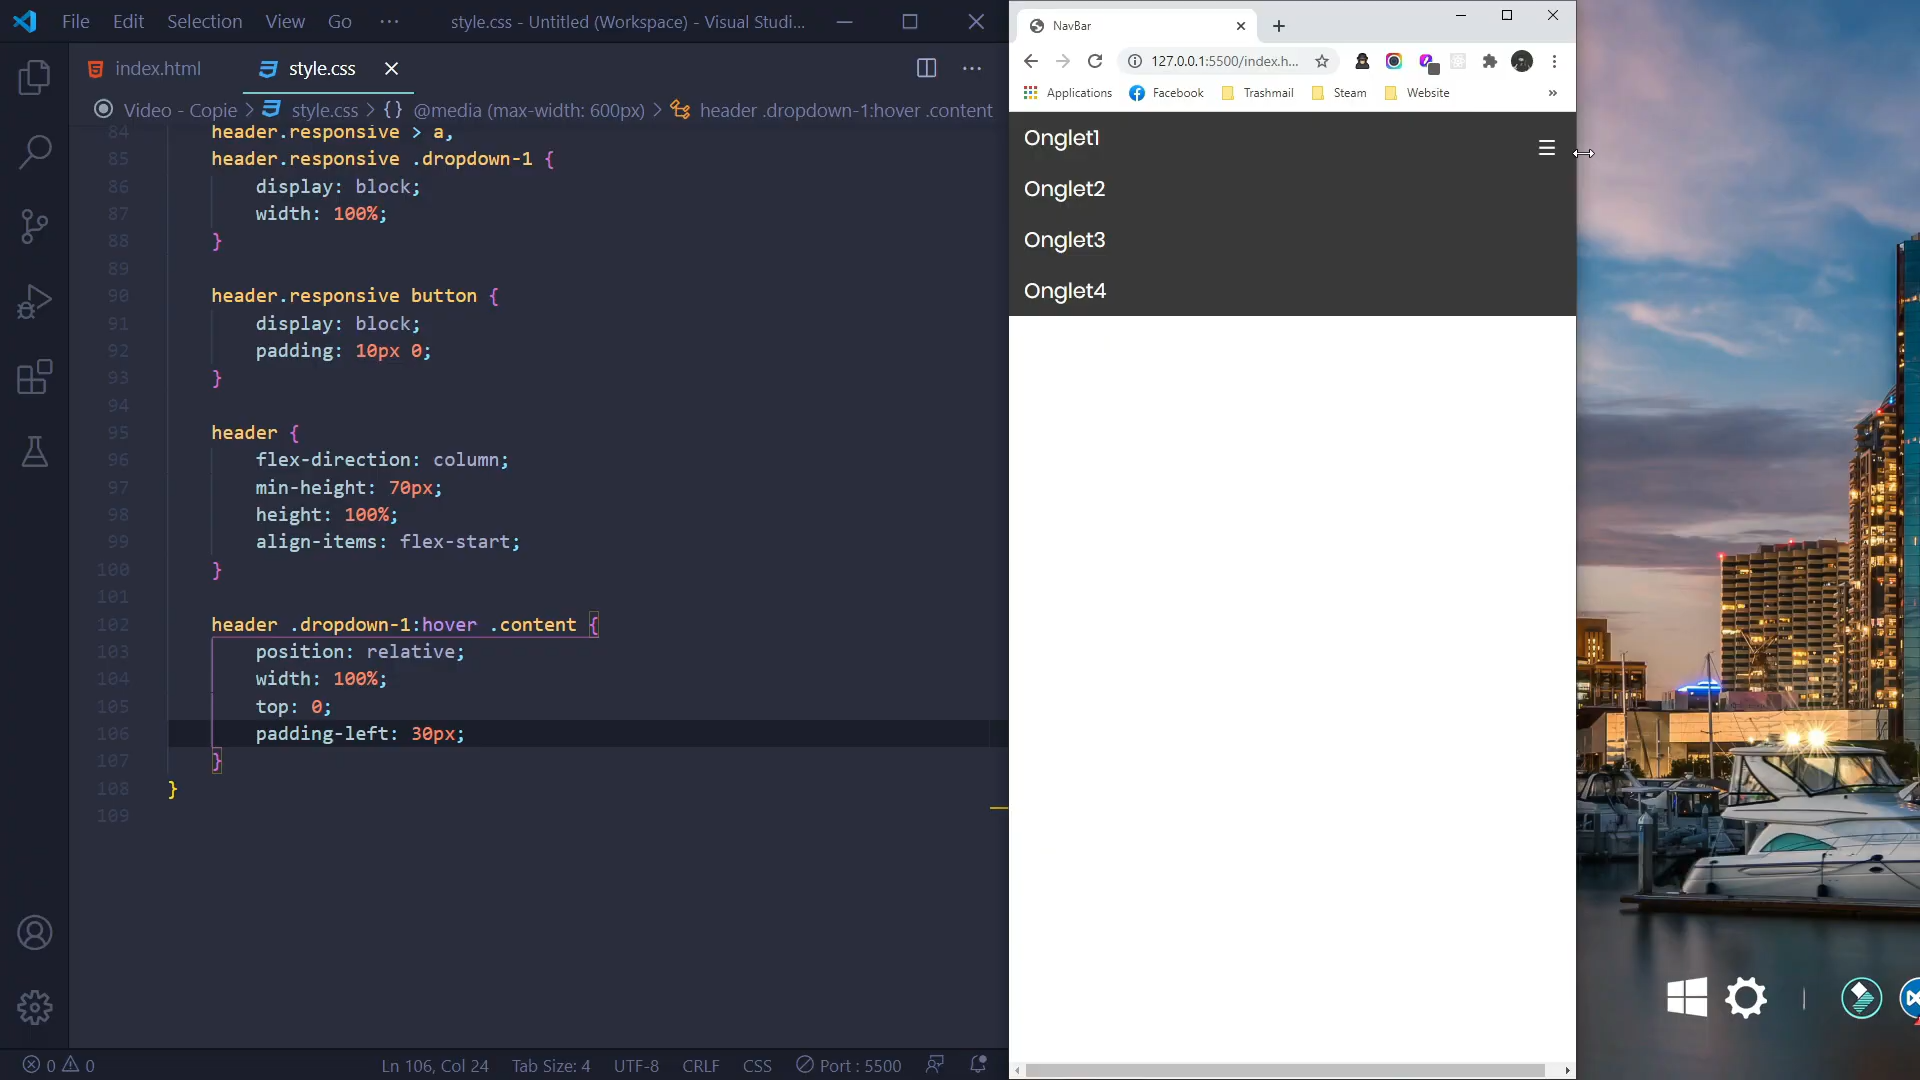 File Edit Selection View Go ··· style.css - Untitled (Workspace) - Visual Studi...
index.html style.css
Video - Copie > style.css > {} @media (max-width: 600px) > header .dropdown-1:hover .content
84 header.responsive > a,
85 header.responsive .dropdown-1 {
86 display: block;
87 width: 100%;
88 }
89
90 header.responsive button {
91 display: block;
92 padding: 10px 0;
93 }
94
95 header {
96 flex-direction: column;
97 min-height: 70px;
98 height: 100%;
99 align-items: flex-start;
100 }
101
102 header .dropdown-1:hover .content {
103 position: relative;
104 width: 100%;
105 top: 0;
106 padding-left: 30px;
107 }
108 }
109
0 0 Ln 106, Col 24 Tab Size: 4 UTF-8 CRLF CSS Port : 5500
NavBar
127.0.0.1:5500/index.h...
Applications Facebook Trashmail Steam Website »
Onglet1
Onglet2
Onglet3
Onglet4